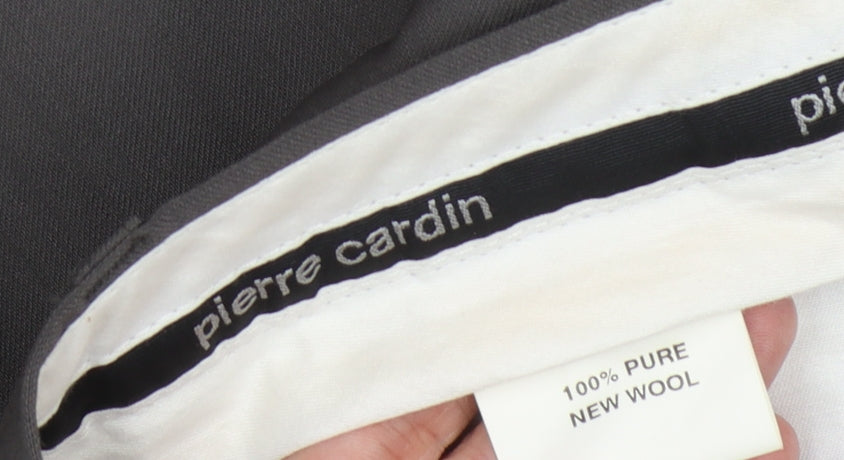 pierre cardin
pi
100% PURE
NEW WOOL